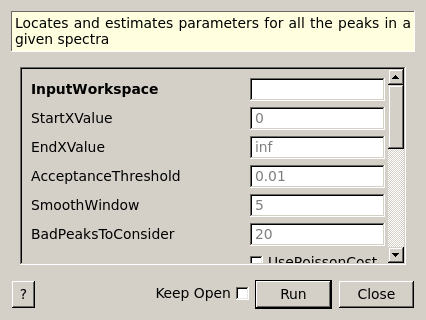 Locates and estimates parameters for all the peaks in a
given spectra
InputWorkspace
StartXValue 0
EndXValue inf
AcceptanceThreshold 0.01
SmoothWindow 5
BadPeaksToConsider 20
UsePoissonCost
? Keep Open Run Close